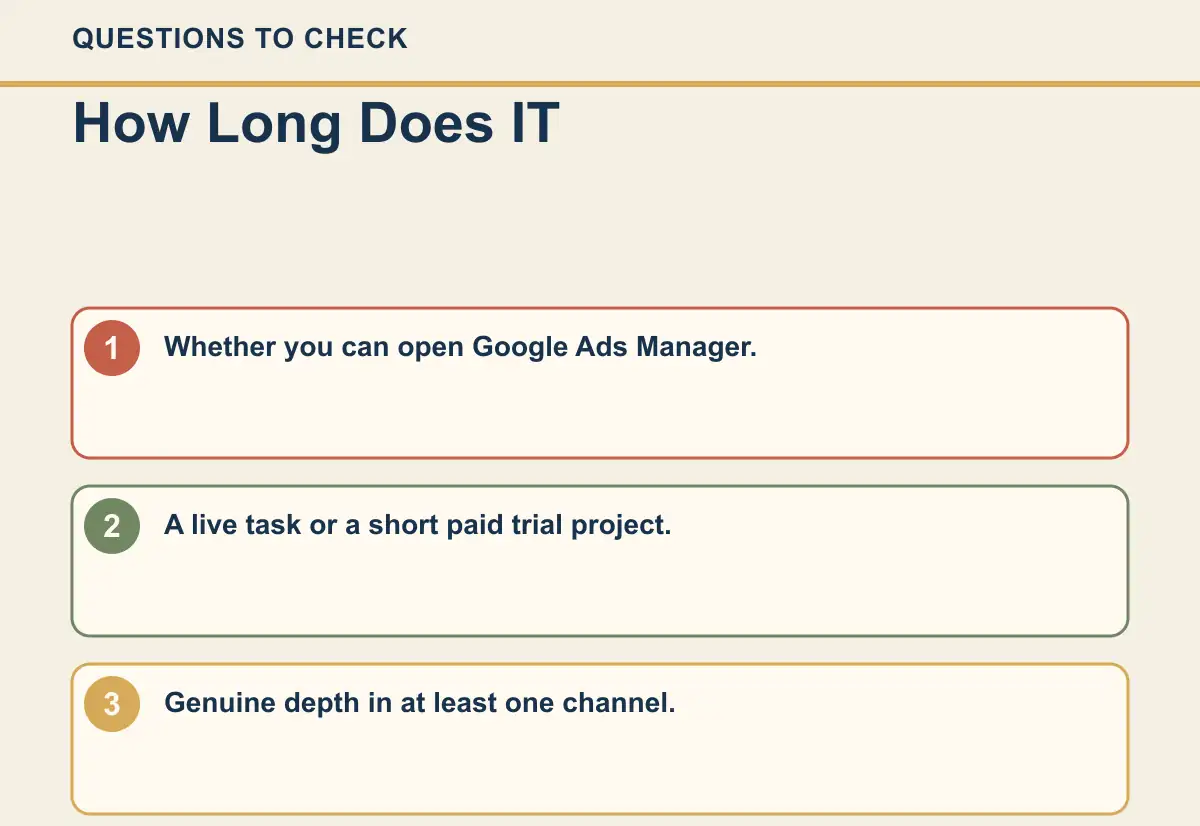 QUESTIONS TO CHECK
How Long Does IT
1 Whether you can open Google Ads Manager.
2 A live task or a short paid trial project.
3 Genuine depth in at least one channel.